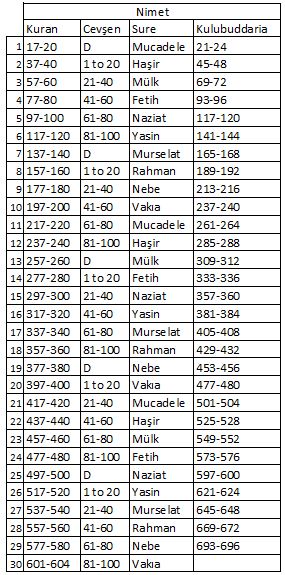 Nimet
Kuran Cevşen Sure Kulubuddaria
1 17-20 D Mucadele 21-24
2 37-40 1 to 20 Haşir 45-48
3 57-60 21-40 Mülk 69-72
4 77-80 41-60 Fetih 93-96
5 97-100 61-80 Naziat 117-120
6 117-120 81-100 Yasin 141-144
7 137-140 D Murselat 165-168
8 157-160 1 to 20 Rahman 189-192
9 177-180 21-40 Nebe 213-216
10 197-200 41-60 Vakıa 237-240
11 217-220 61-80 Mucadele 261-264
12 237-240 81-100 Haşir 285-288
13 257-260 D Mülk 309-312
14 277-280 1 to 20 Fetih 333-336
15 297-300 21-40 Naziat 357-360
16 317-320 41-60 Yasin 381-384
17 337-340 61-80 Murselat 405-408
18 357-360 81-100 Rahman 429-432
19 377-380 D Nebe 453-456
20 397-400 1 to 20 Vakıa 477-480
21 417-420 21-40 Mucadele 501-504
22 437-440 41-60 Haşir 525-528
23 457-460 61-80 Mülk 549-552
24 477-480 81-100 Fetih 573-576
25 497-500 D Naziat 597-600
26 517-520 1 to 20 Yasin 621-624
27 537-540 21-40 Murselat 645-648
28 557-560 41-60 Rahman 669-672
29 577-580 61-80 Nebe 693-696
30 601-604 81-100 Vakıa